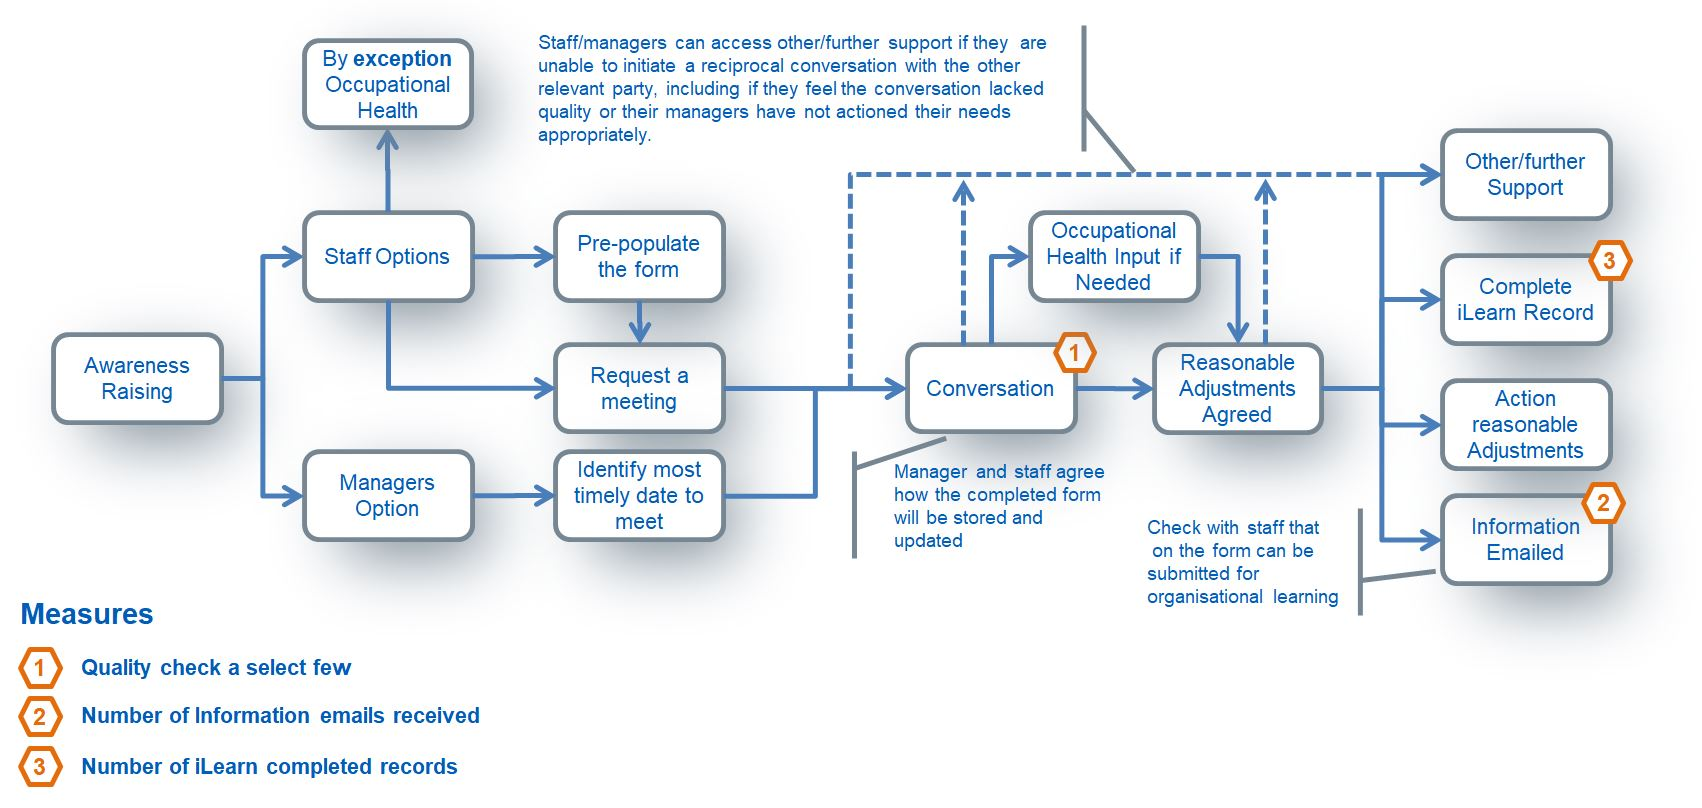 By exception
Occupational
Health
Staff/managers can access other/further support if they are
unable to initiate a reciprocal conversation with the other
relevant party, including if they feel the conversation lacked
quality or their managers have not actioned their needs
appropriately.
Other/further
Support
Staff Options
Pre-populate
the form
Occupational
Health Input if
Needed
3
Complete
iLearn Record
Awareness
Raising
Request a
meeting
1
Conversation
Reasonable
Adjustments
Agreed
Action
reasonable
Adjustments
Managers
Option
Identify most
timely date to
meet
Manager and staff agree
how the completed form
will be stored and
updated
Check with staff that
on the form can be
submitted for
organisational learning
2
Information
Emailed
Measures
1 Quality check a select few
2 Number of Information emails received
3 Number of iLearn completed records